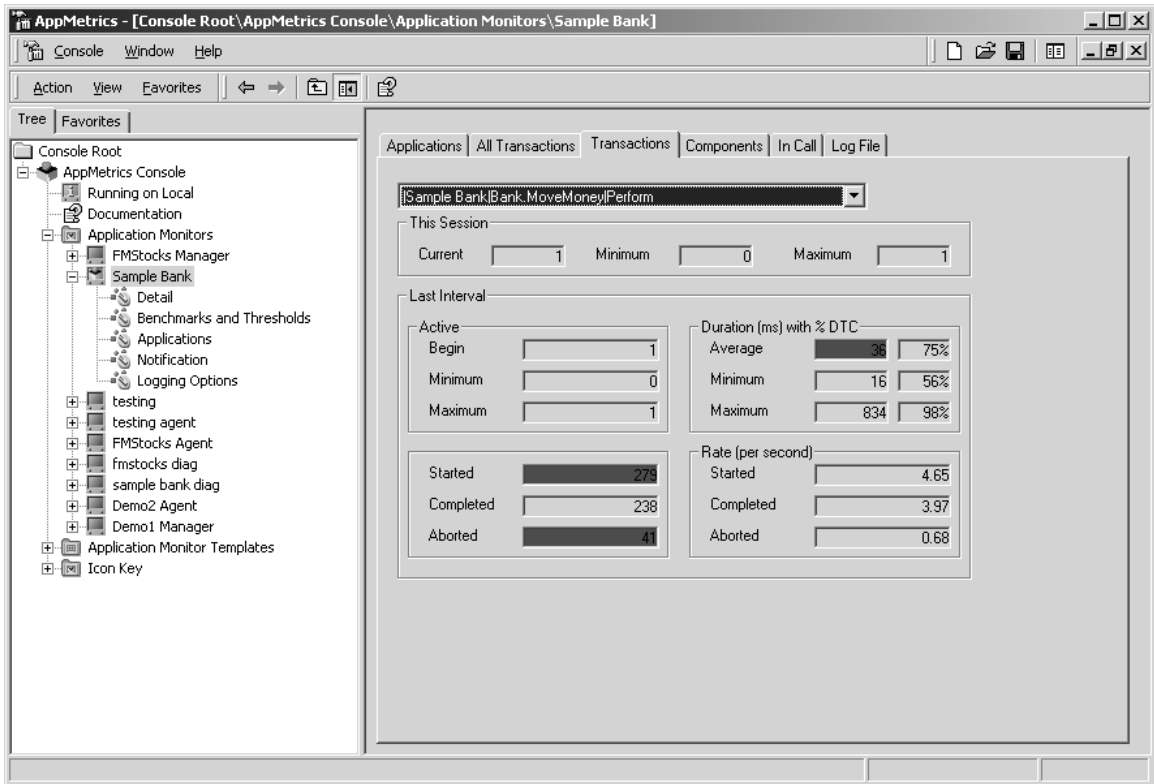 AppMetrics - [Console Root\AppMetrics Console\Application Monitors\Sample Bank]
Console Window Help
Action View Favorites
Tree Favorites
Console Root
AppMetrics Console
Running on Local
Documentation
Application Monitors
FMStocks Manager
Sample Bank
Detail
Benchmarks and Thresholds
Applications
Notification
Logging Options
testing
testing agent
FMStocks Agent
fmstocks diag
sample bank diag
Demo2 Agent
Demo1 Manager
Application Monitor Templates
Icon Key
Applications All Transactions Transactions Components In Call Log File
|Sample Bank|Bank.MoveMoney|Perform
This Session
Current 1 Minimum 0 Maximum 1
Last Interval
Active
Begin 1
Minimum 0
Maximum 1
Duration (ms) with % DTC
Average 36 75%
Minimum 16 56%
Maximum 834 98%
Started 279
Completed 238
Aborted 41
Rate (per second)
Started 4.65
Completed 3.97
Aborted 0.68